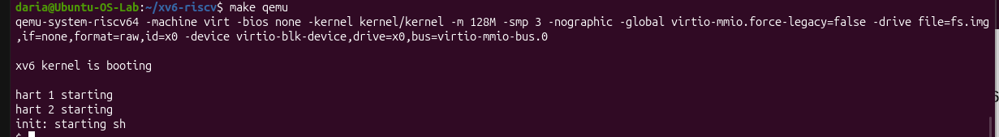 daria@Ubuntu-OS-Lab:~/xv6-riscv$ make qemu
qemu-system-riscv64 -machine virt -bios none -kernel kernel/kernel -m 128M -smp 3 -nographic -global virtio-mmio.force-legacy=false -drive file=fs.img
,if=none,format=raw,id=x0 -device virtio-blk-device,drive=x0,bus=virtio-mmio-bus.0
xv6 kernel is booting
hart 1 starting
hart 2 starting
init: starting sh
$